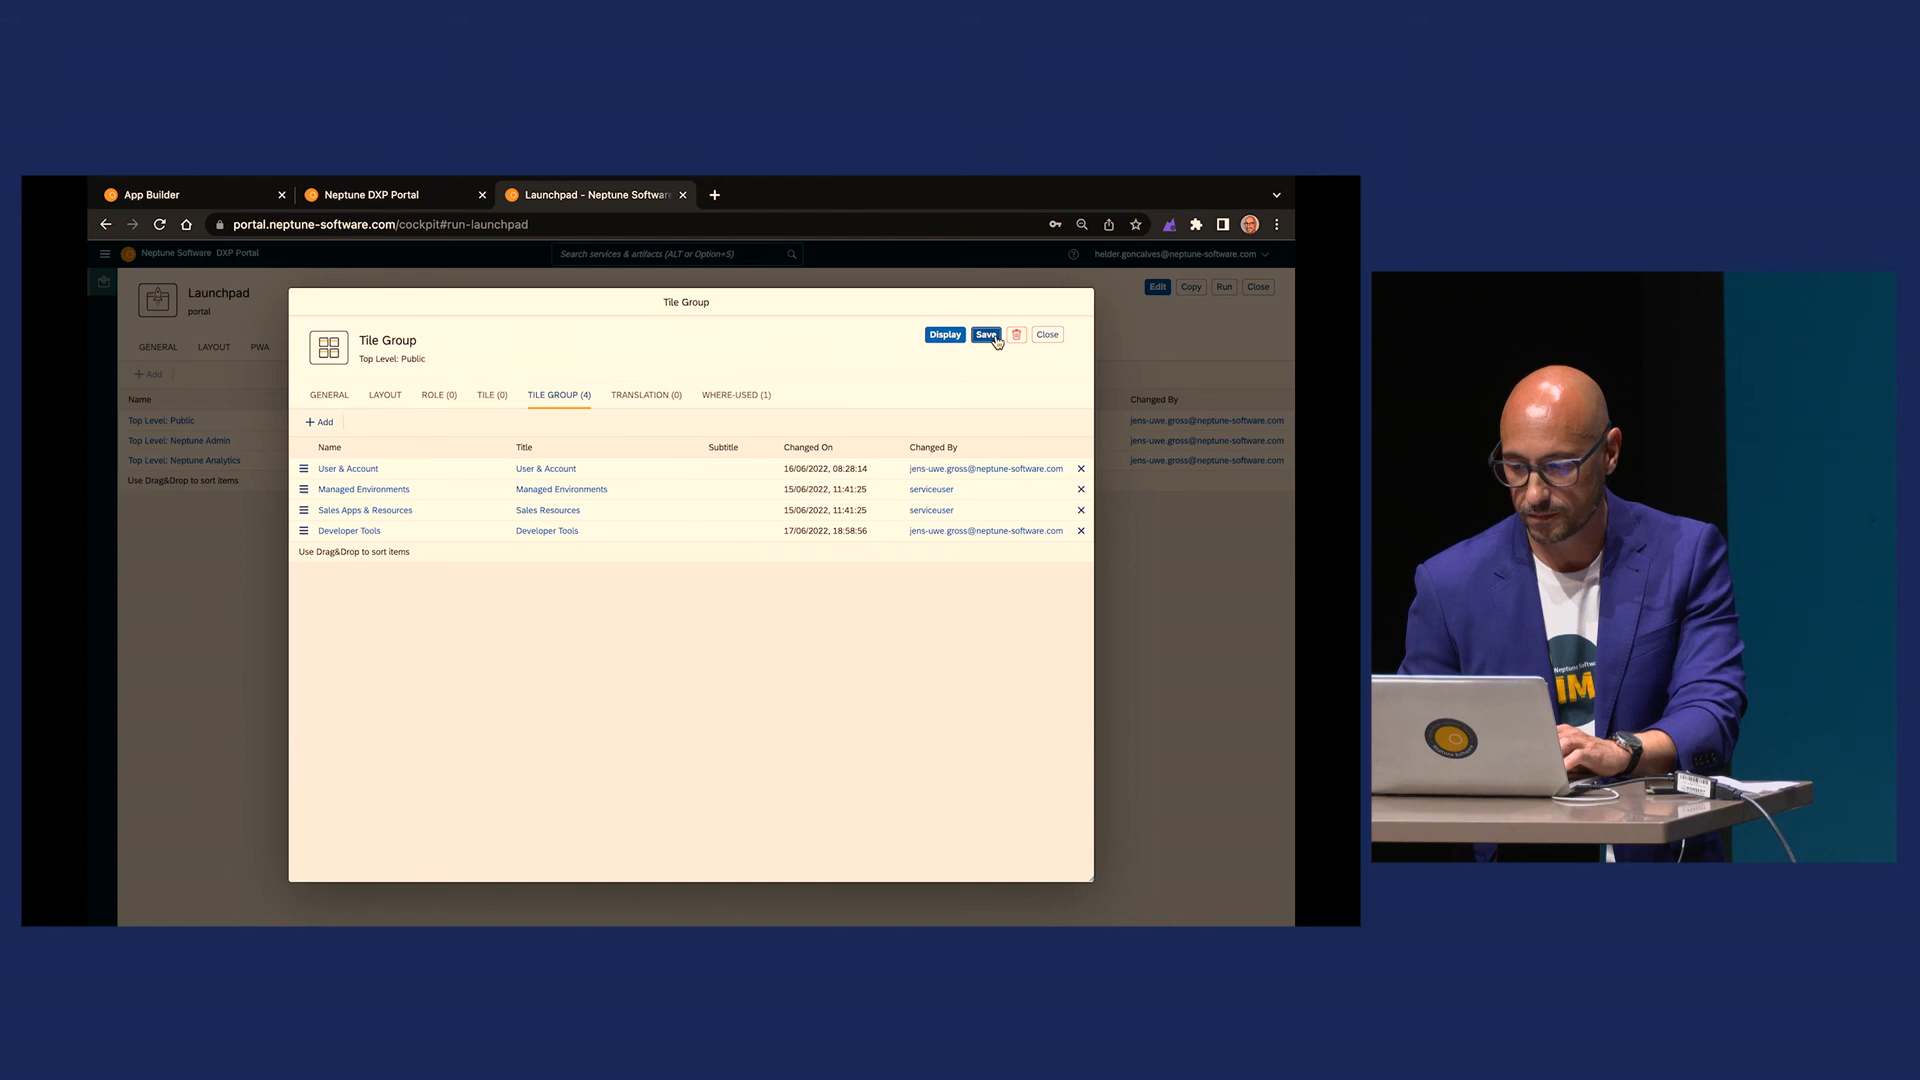 App Builder
Neptune DXP Portal
Launchpad - Neptune Software
portal.neptune-software.com/cockpit#run-launchpad
Neptune Software DXP Portal
Search services & artifacts (ALT or Option+S)
helder.goncalves@neptune-software.com
Launchpad
portal
Edit
Copy
Run
Close
GENERAL
LAYOUT
PWA
+ Add
Name
Changed By
Top Level: Public
jens-uwe.gross@neptune-software.com
Top Level: Neptune Admin
jens-uwe.gross@neptune-software.com
Top Level: Neptune Analytics
jens-uwe.gross@neptune-software.com
Use Drag&Drop to sort items
Tile Group
Tile Group
Top Level: Public
Display
Save
Close
GENERAL
LAYOUT
ROLE (0)
TILE (0)
TILE GROUP (4)
TRANSLATION (0)
WHERE-USED (1)
+ Add
Name Title Subtitle Changed On Changed By
User & Account User & Account 16/06/2022, 08:28:14 jens-uwe.gross@neptune-software.com
Managed Environments Managed Environments 15/06/2022, 11:41:25 serviceuser
Sales Apps & Resources Sales Resources 15/06/2022, 11:41:25 serviceuser
Developer Tools Developer Tools 17/06/2022, 18:58:56 jens-uwe.gross@neptune-software.com
Use Drag&Drop to sort items
Neptune Softw
IM